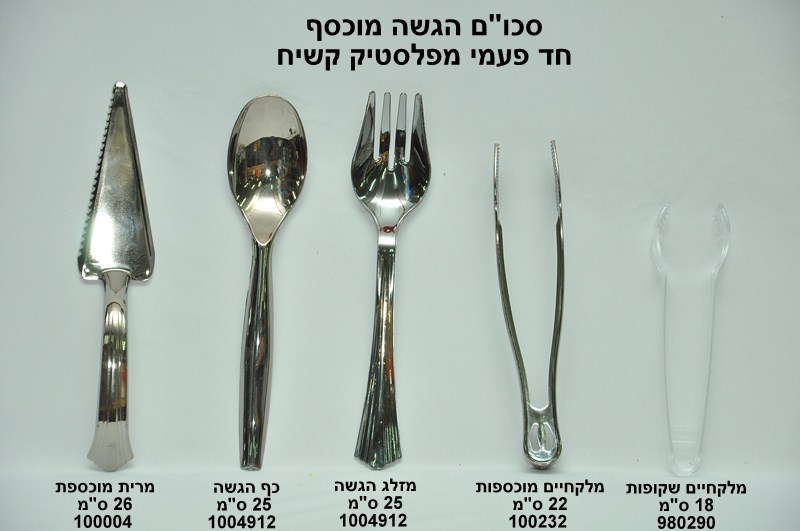 סכו"ם הגשה מוכסף
חד פעמי מפלסטיק קשיח
מרית מוכספת
26 ס"מ
100004
כף הגשה
25 ס"מ
1004912
מזלג הגשה
25 ס"מ
1004912
מלקחיים מוכספות
22 ס"מ
100232
מלקחיים שקופות
18 ס"מ
980290